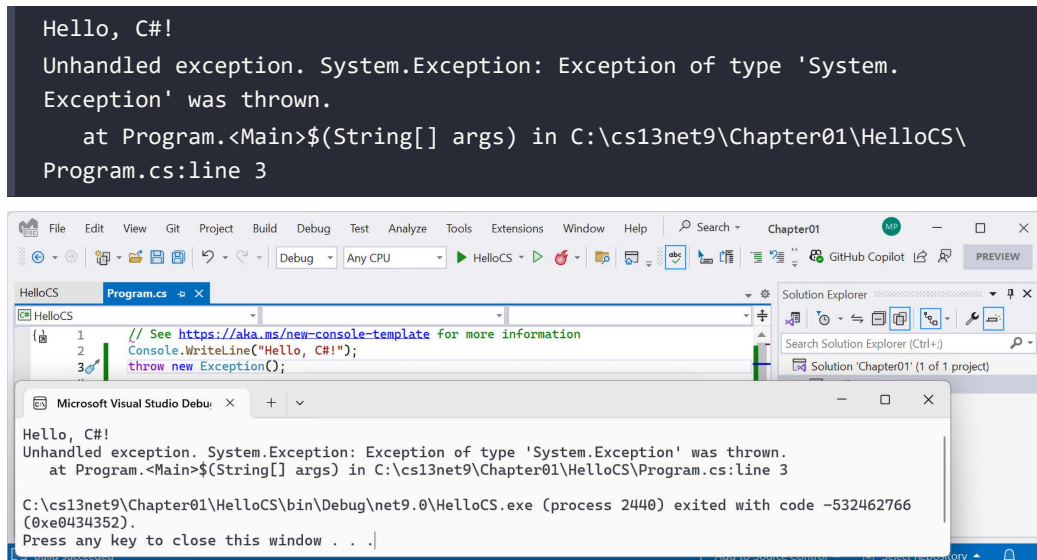 Hello, C#!
Unhandled exception. System.Exception: Exception of type 'System.
Exception' was thrown.
   at Program.<Main>$(String[] args) in C:\cs13net9\Chapter01\HelloCS\
Program.cs:line 3
File Edit View Git Project Build Debug Test Analyze Tools Extensions Window Help Search Chapter01 MP
Debug Any CPU HelloCS GitHub Copilot PREVIEW
HelloCS Program.cs Solution Explorer
C# HelloCS
1 // See https://aka.ms/new-console-template for more information
2 Console.WriteLine("Hello, C#!");
3 throw new Exception();
Search Solution Explorer (Ctrl+;)
Solution 'Chapter01' (1 of 1 project)
Microsoft Visual Studio Debu
Hello, C#!
Unhandled exception. System.Exception: Exception of type 'System.Exception' was thrown.
   at Program.<Main>$(String[] args) in C:\cs13net9\Chapter01\HelloCS\Program.cs:line 3
C:\cs13net9\Chapter01\HelloCS\bin\Debug\net9.0\HelloCS.exe (process 2440) exited with code -532462766
(0xe0434352).
Press any key to close this window . . .